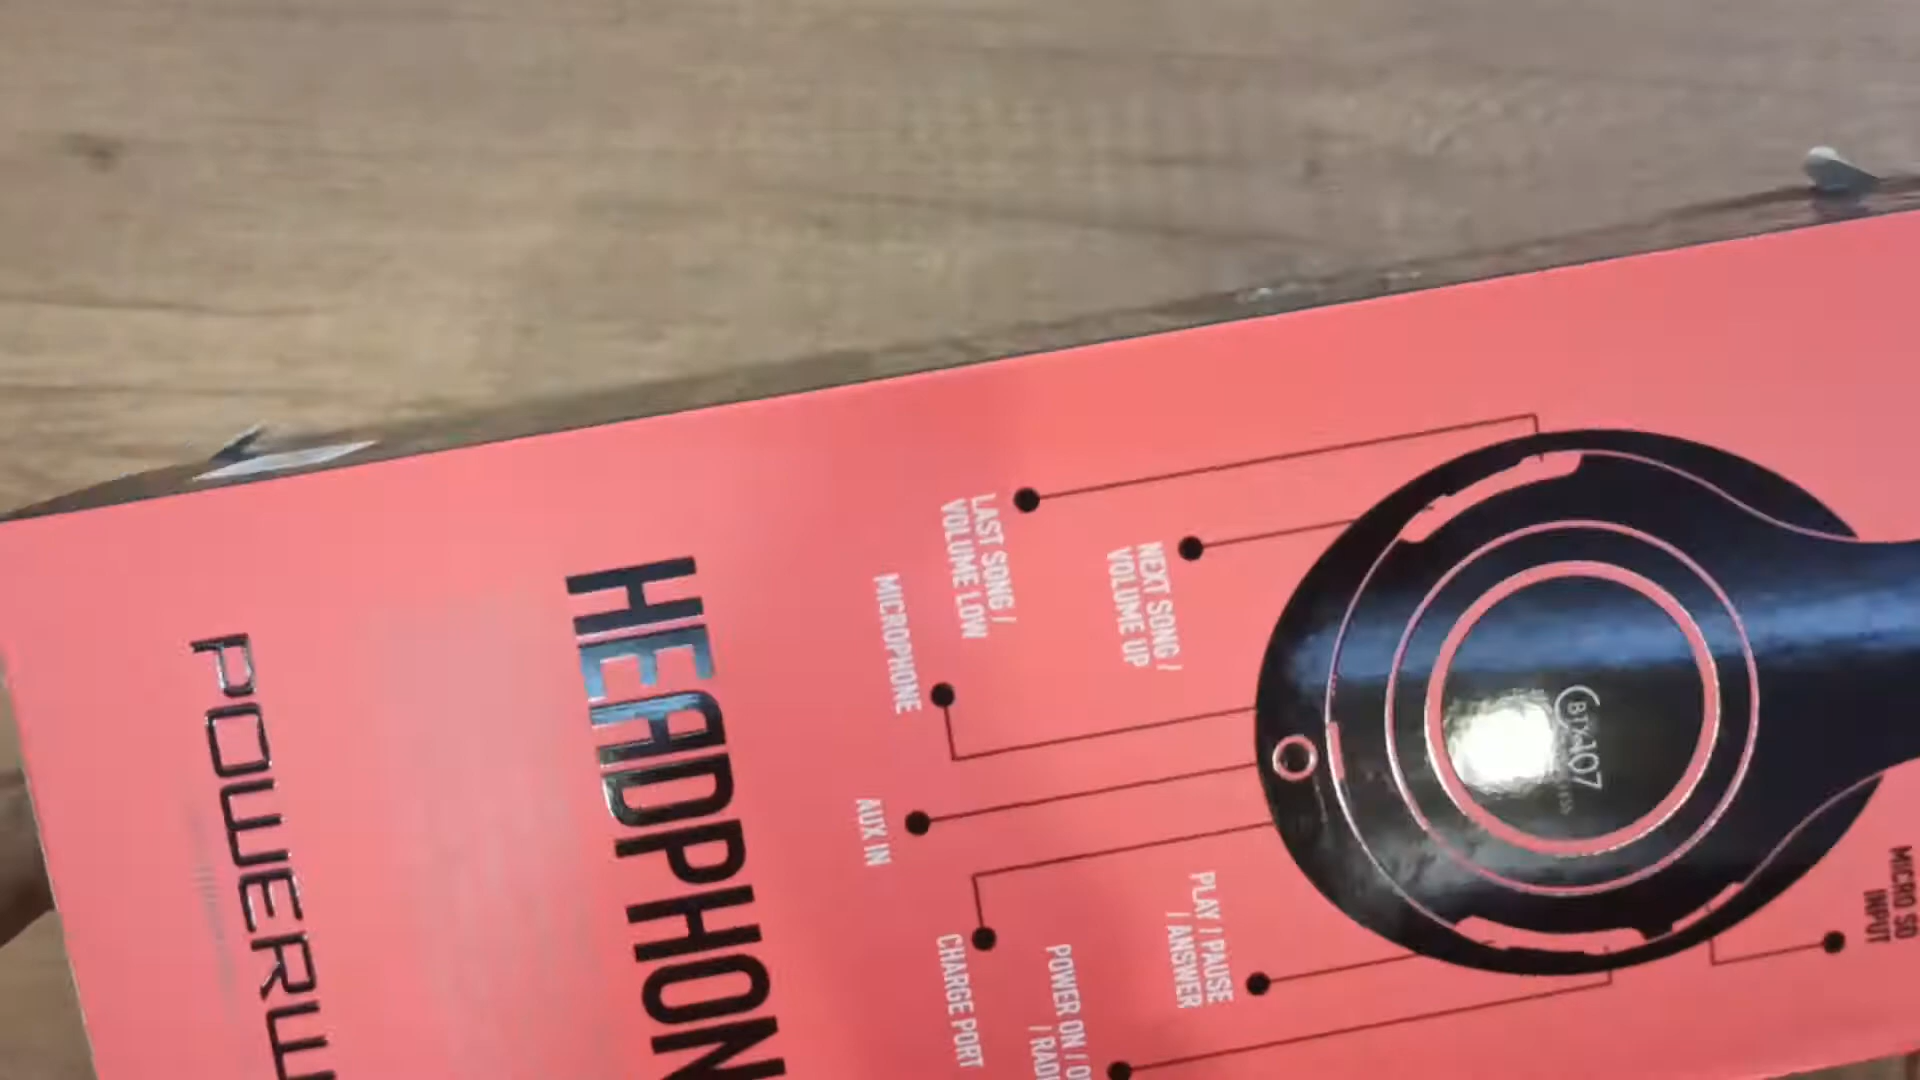 LAST SONG /
VOLUME LOW
NEXT SONG /
VOLUME UP
MICROPHONE
AUX IN
CHARGE PORT
PLAY / PAUSE
/ ANSWER
POWER ON / O
/ RADI
MICRO SD
INPUT
BTX107
HEADPHON
POWERW